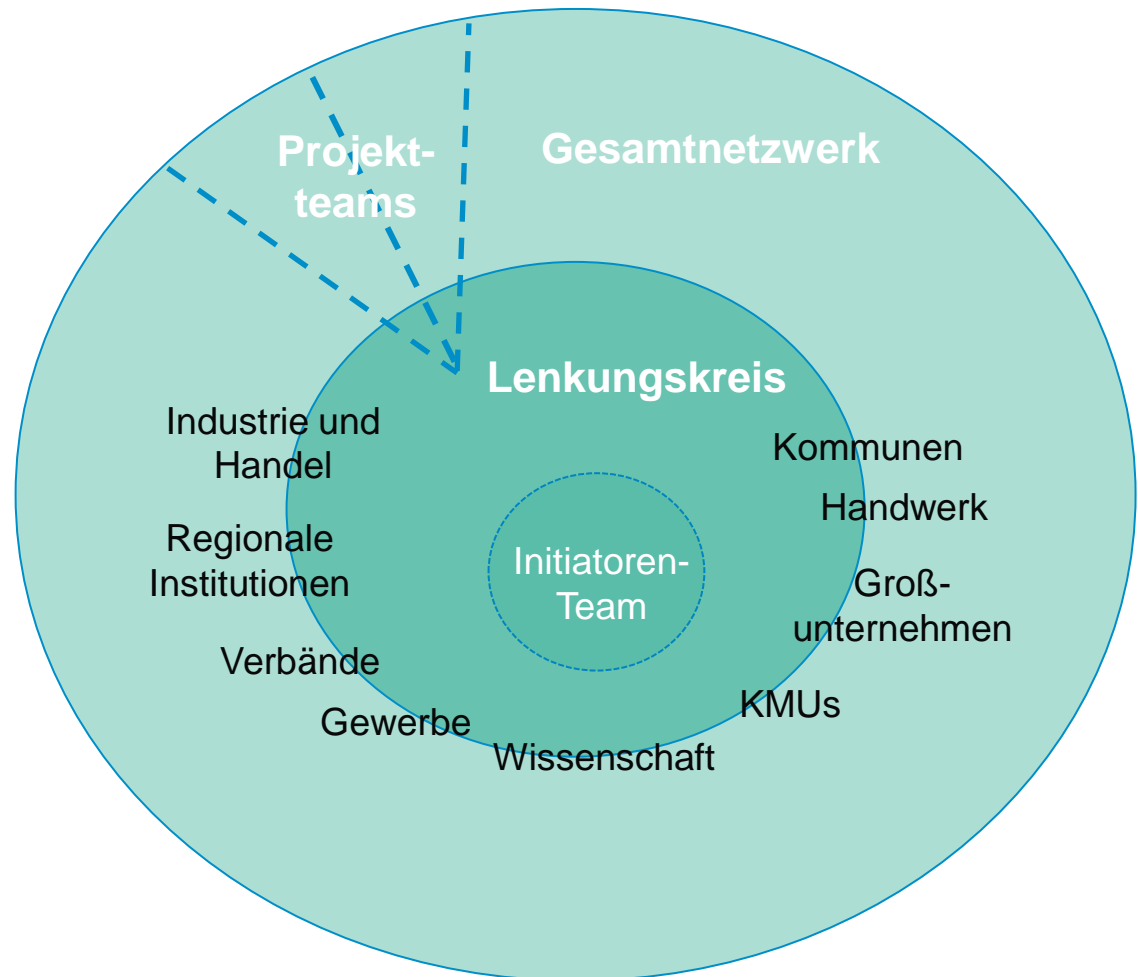 Projekt-
teams
Gesamtnetzwerk
Lenkungskreis
Industrie und
Handel
Regionale
Institutionen
Verbände
Gewerbe
Wissenschaft
Initiatoren-
Team
Kommunen
Handwerk
Groß-
unternehmen
KMUs